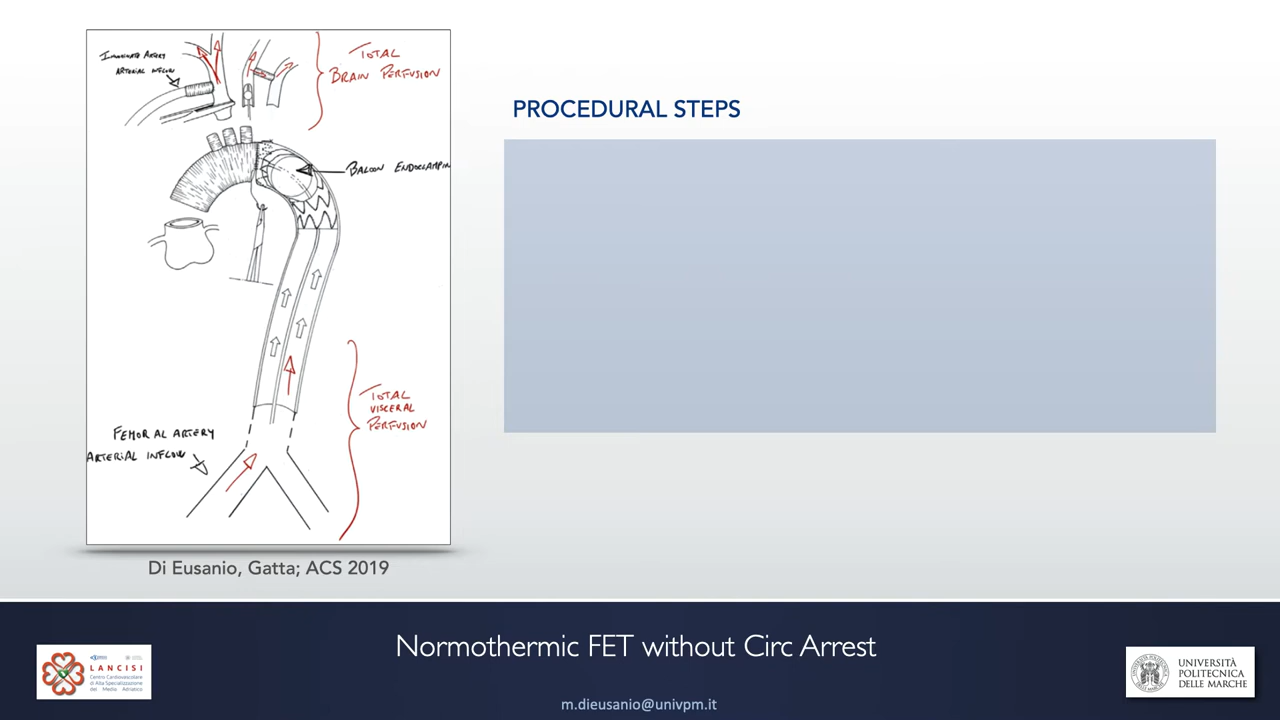 INNOMINATE ARTERY
ARTERIAL INFLOW
TOTAL
BRAIN PERFUSION
BALOON ENDOCLAMPIN
TOTAL
VISCERAL
PERFUSION
FEMORAL ARTERY
ARTERIAL INFLOW
Di Eusanio, Gatta; ACS 2019
PROCEDURAL STEPS
Normothermic FET without Circ Arrest
m.dieusanio@univpm.it
LANCISI
Centro Cardiovascolare
di Alta Specializzazione
del Medio Adriatico
UNIVERSITÀ
POLITECNICA
DELLE MARCHE